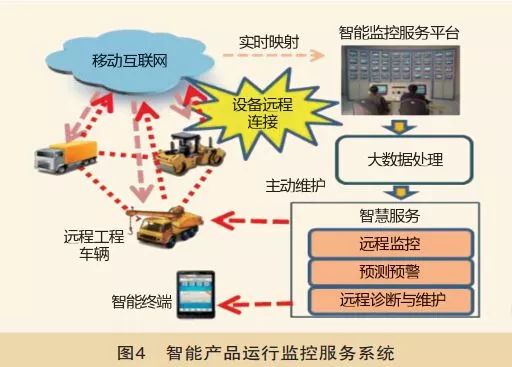 智能监控服务平台
实时映射
移动互联网
设备远程
连接
大数据处理
主动维护
智慧服务
远程监控
预测预警
远程诊断与维护
远程工程
车辆
智能终端
图4 智能产品运行监控服务系统